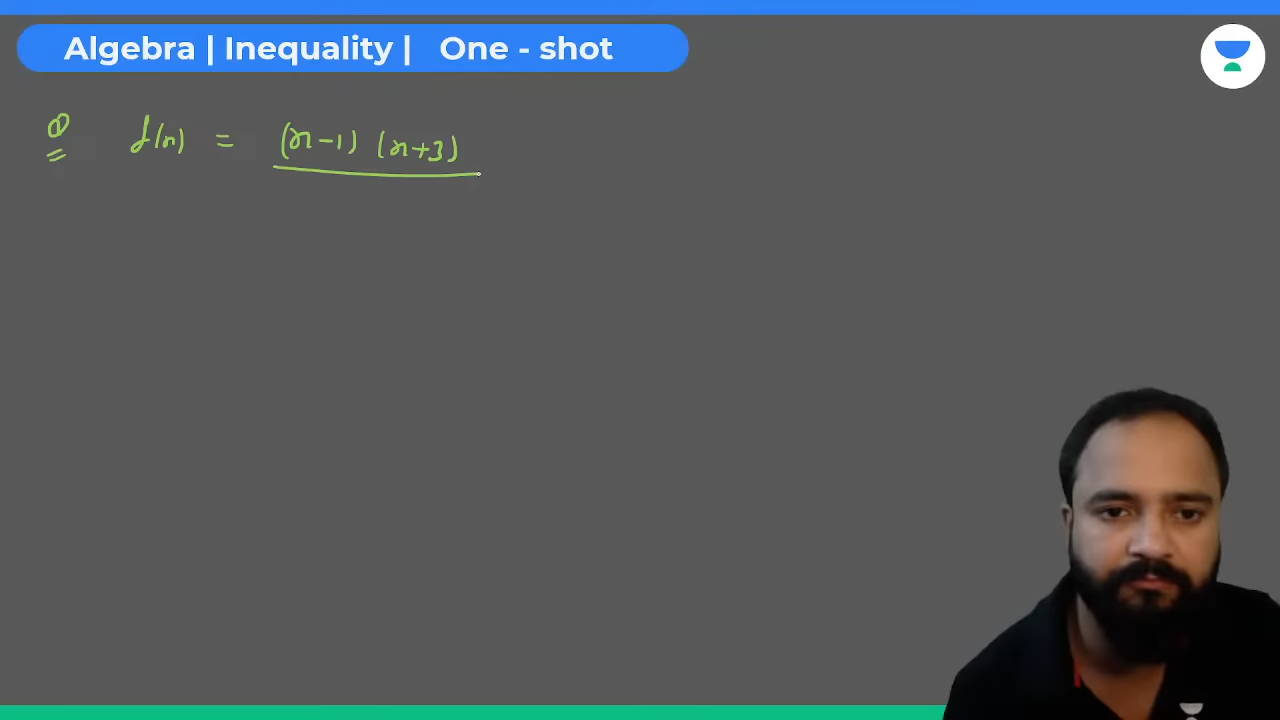 Algebra | Inequality | One - shot
Q f(x) = (x-1) (x+3)